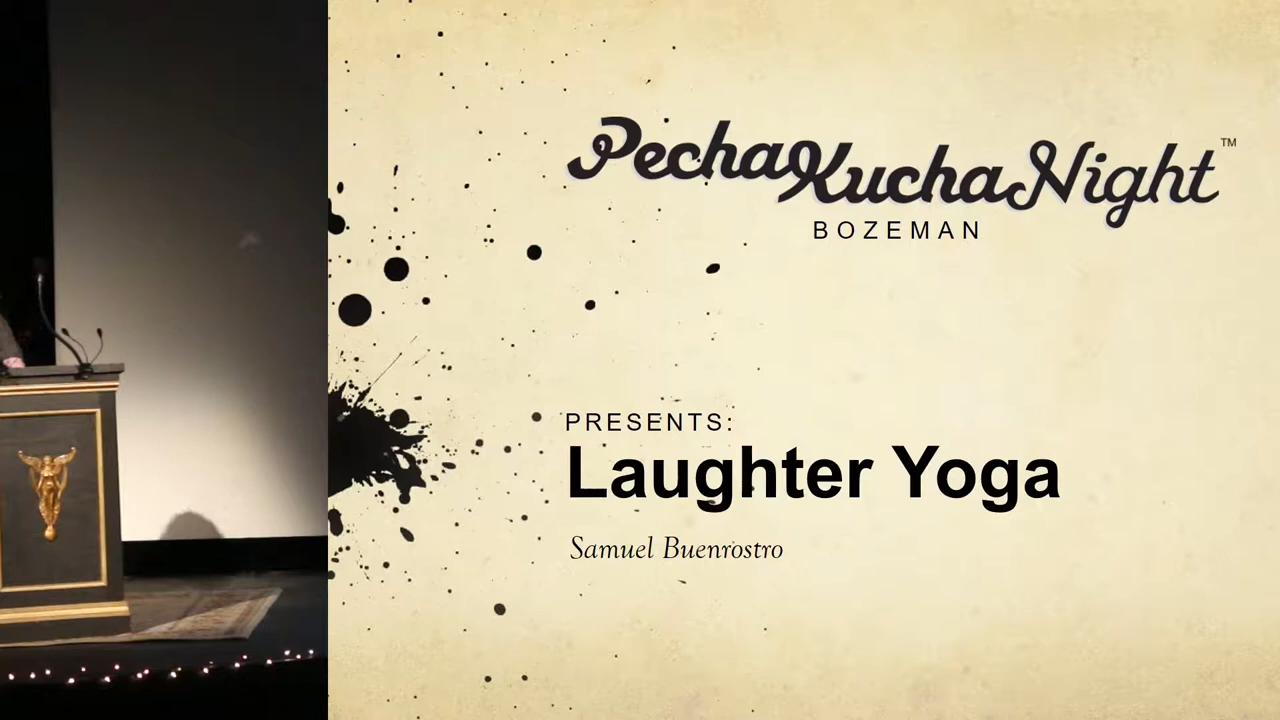 PechaKuchaNight™
BOZEMAN
PRESENTS:
Laughter Yoga
Samuel Buenrostro